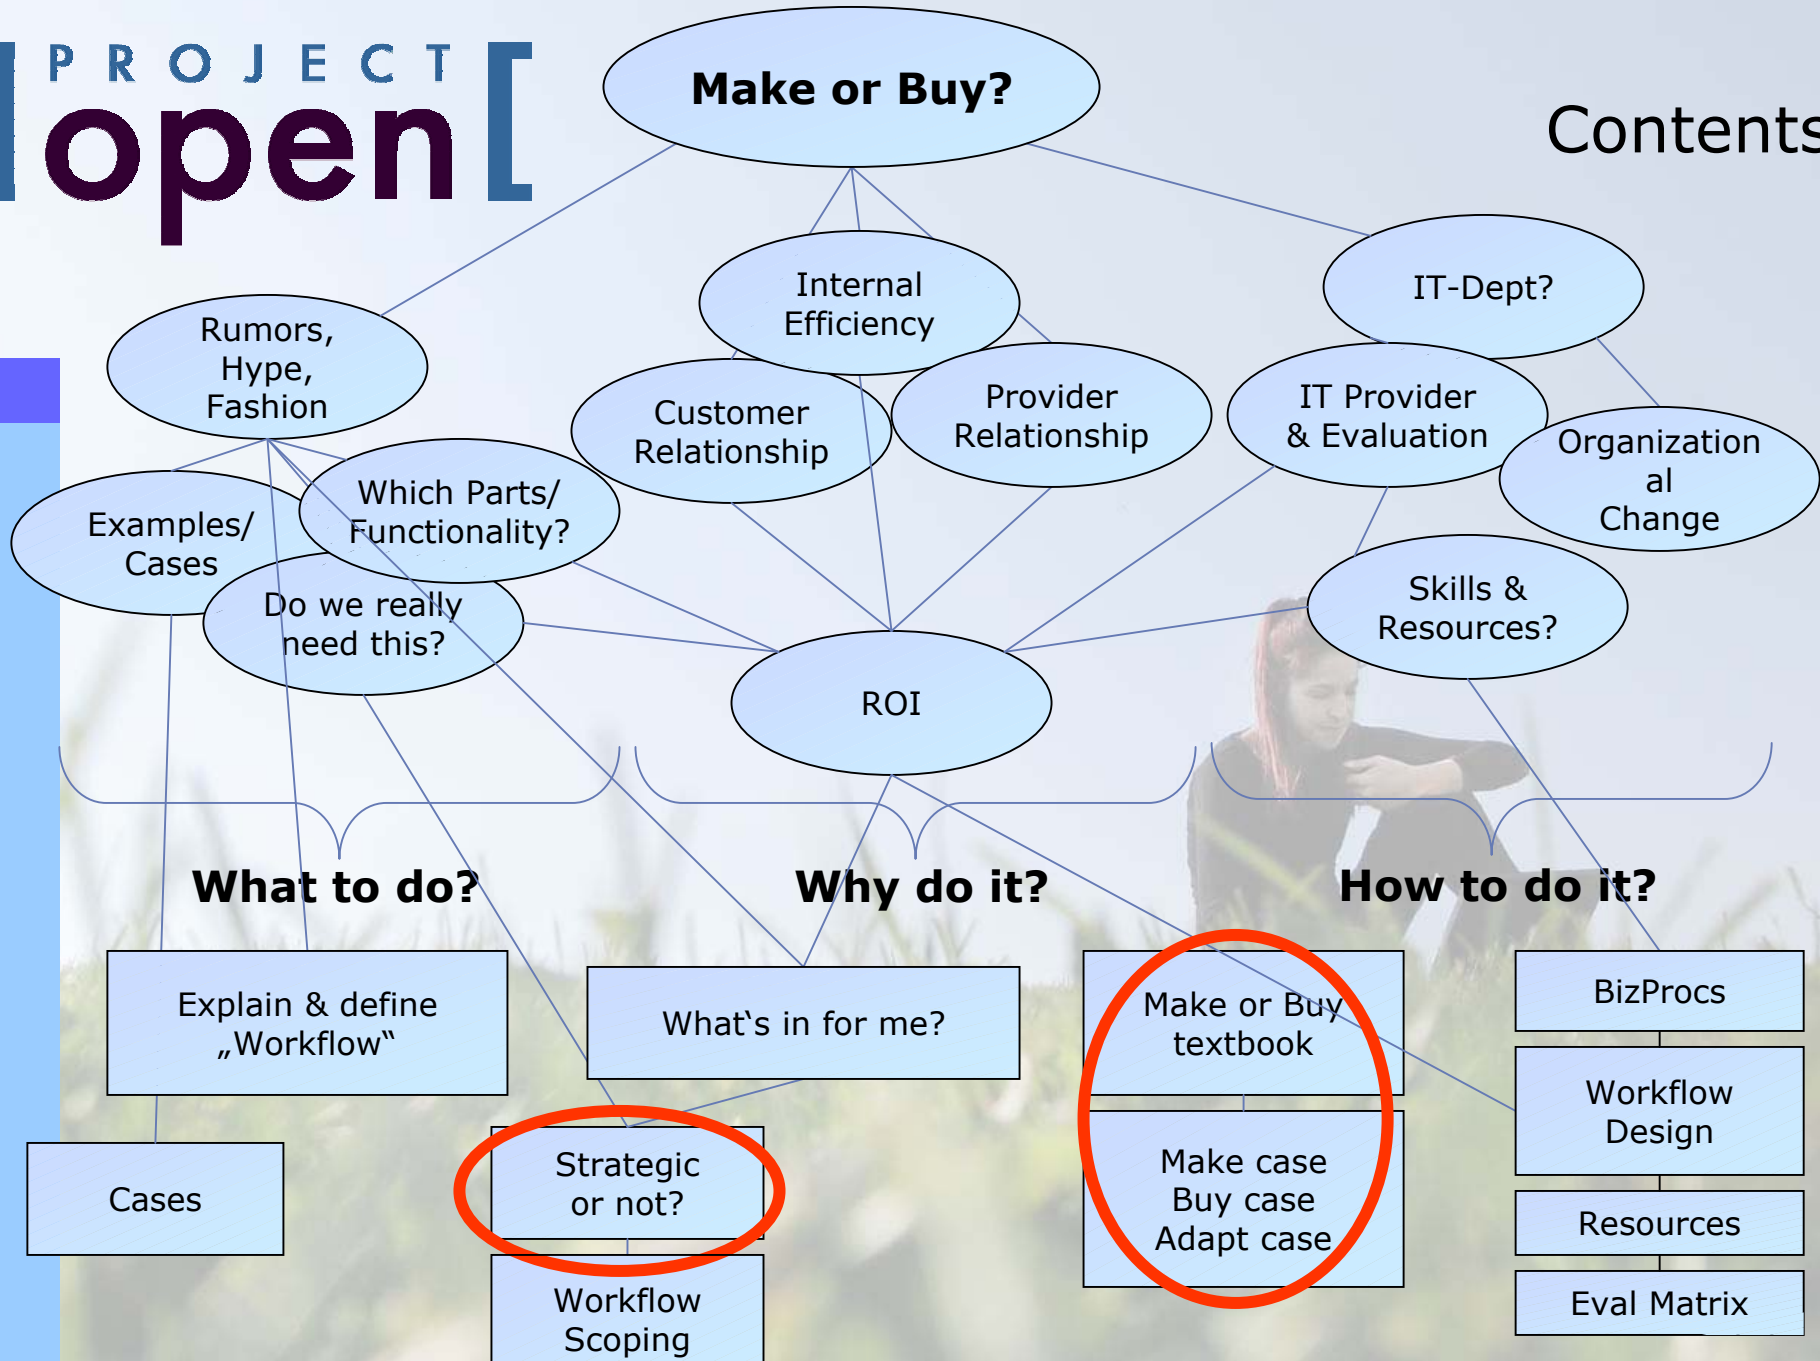 PROJECT
open
Make or Buy?
Contents
Internal
Efficiency
IT-Dept?
Rumors,
Hype,
Fashion
Customer
Relationship
Provider
Relationship
IT Provider
& Evaluation
Organization
al
Change
Which Parts/
Functionality?
Examples/
Cases
Do we really
need this?
Skills &
Resources?
ROI
What to do?
Why do it?
How to do it?
Explain & define
„Workflow“
What‘s in for me?
Make or Buy
textbook
BizProcs
Workflow
Design
Cases
Strategic
or not?
Make case
Buy case
Adapt case
Resources
Workflow
Scoping
Eval Matrix